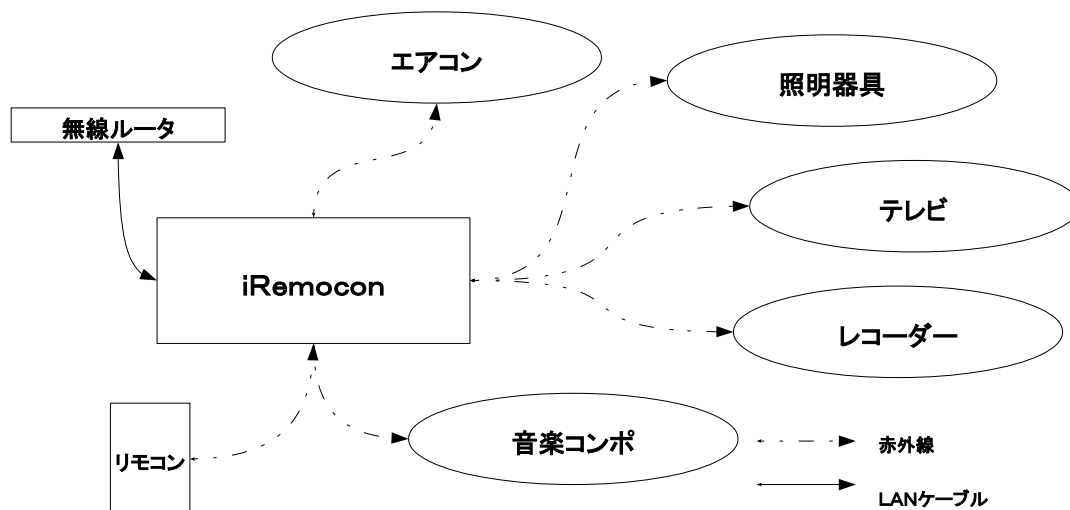 エアコン
照明器具
無線ルータ
テレビ
iRemocon
レコーダー
リモコン
音楽コンポ
赤外線
LANケーブル